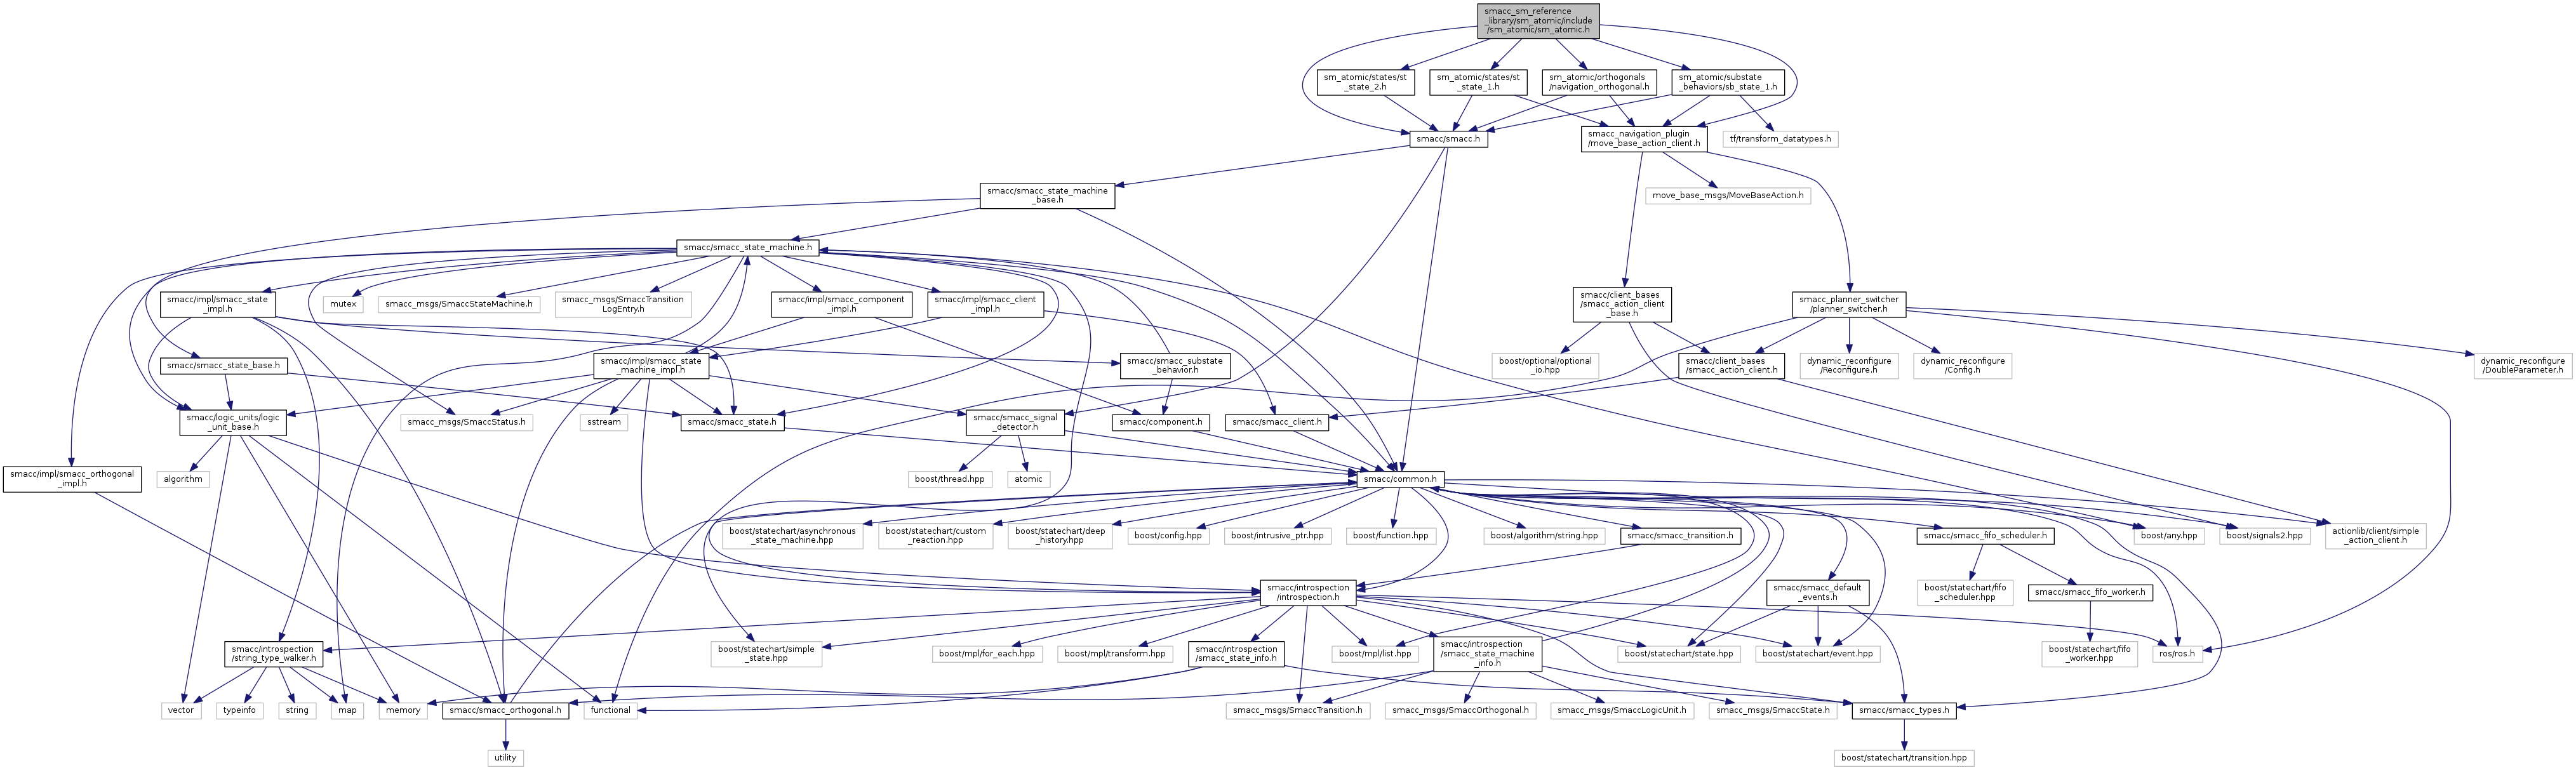 smacc_sm_reference
_library/sm_atomic/include
/sm_atomic/sm_atomic.h
sm_atomic/states/st
_state_2.h
sm_atomic/states/st
_state_1.h
sm_atomic/orthogonals
/navigation_orthogonal.h
sm_atomic/substate
_behaviors/sb_state_1.h
smacc/smacc.h
smacc_navigation_plugin
/move_base_action_client.h
tf/transform_datatypes.h
smacc/smacc_state_machine
_base.h
move_base_msgs/MoveBaseAction.h
smacc/smacc_state_machine.h
smacc/impl/smacc_state
_impl.h
mutex
smacc_msgs/SmaccStateMachine.h
smacc_msgs/SmaccTransition
LogEntry.h
smacc/impl/smacc_component
_impl.h
smacc/impl/smacc_client
_impl.h
smacc/client_bases
/smacc_action_client
_base.h
smacc_planner_switcher
/planner_switcher.h
smacc/smacc_state_base.h
smacc/impl/smacc_state
_machine_impl.h
smacc/smacc_substate
_behavior.h
boost/optional/optional
_io.hpp
smacc/client_bases
/smacc_action_client.h
dynamic_reconfigure
/Reconfigure.h
dynamic_reconfigure
/Config.h
dynamic_reconfigure
/DoubleParameter.h
smacc/logic_units/logic
_unit_base.h
smacc_msgs/SmaccStatus.h
sstream
smacc/smacc_state.h
smacc/smacc_signal
_detector.h
smacc/component.h
smacc/smacc_client.h
smacc/impl/smacc_orthogonal
_impl.h
algorithm
boost/thread.hpp
atomic
smacc/common.h
boost/statechart/asynchronous
_state_machine.hpp
boost/statechart/custom
_reaction.hpp
boost/statechart/deep
_history.hpp
boost/config.hpp
boost/intrusive_ptr.hpp
boost/function.hpp
boost/algorithm/string.hpp
smacc/smacc_transition.h
smacc/smacc_fifo_scheduler.h
boost/any.hpp
boost/signals2.hpp
actionlib/client/simple
_action_client.h
smacc/introspection
/introspection.h
smacc/smacc_default
_events.h
boost/statechart/fifo
_scheduler.hpp
smacc/smacc_fifo_worker.h
smacc/introspection
/string_type_walker.h
boost/statechart/simple
_state.hpp
boost/mpl/for_each.hpp
boost/mpl/transform.hpp
smacc/introspection
/smacc_state_info.h
boost/mpl/list.hpp
smacc/introspection
/smacc_state_machine
_info.h
boost/statechart/state.hpp
boost/statechart/event.hpp
boost/statechart/fifo
_worker.hpp
ros/ros.h
vector
typeinfo
string
map
memory
smacc/smacc_orthogonal.h
functional
smacc_msgs/SmaccTransition.h
smacc_msgs/SmaccOrthogonal.h
smacc_msgs/SmaccLogicUnit.h
smacc_msgs/SmaccState.h
smacc/smacc_types.h
utility
boost/statechart/transition.hpp